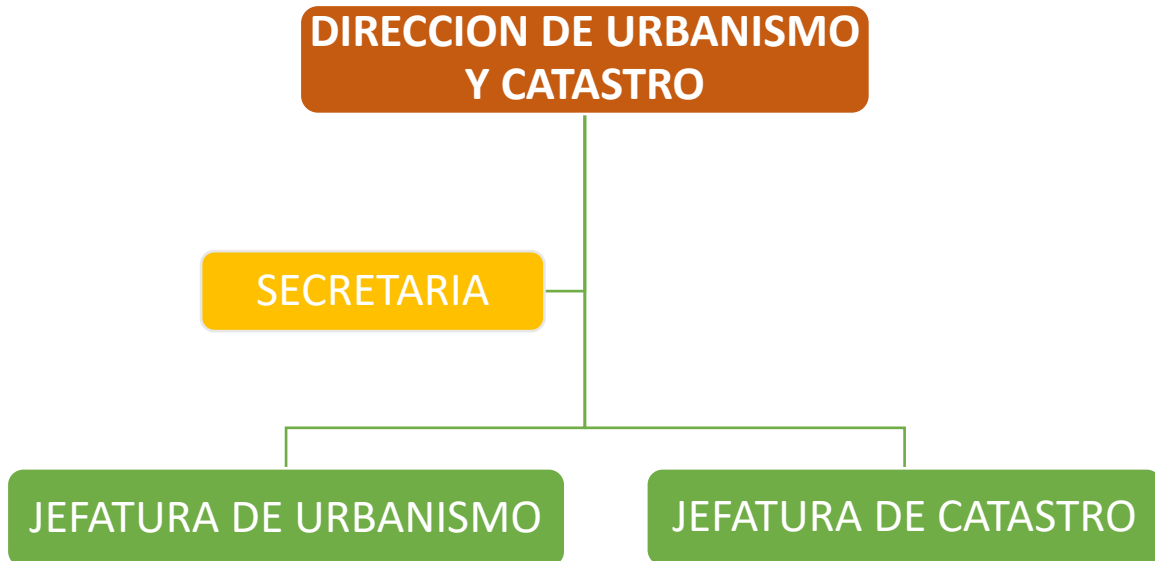 DIRECCION DE URBANISMO
Y CATASTRO
SECRETARIA
JEFATURA DE URBANISMO
JEFATURA DE CATASTRO